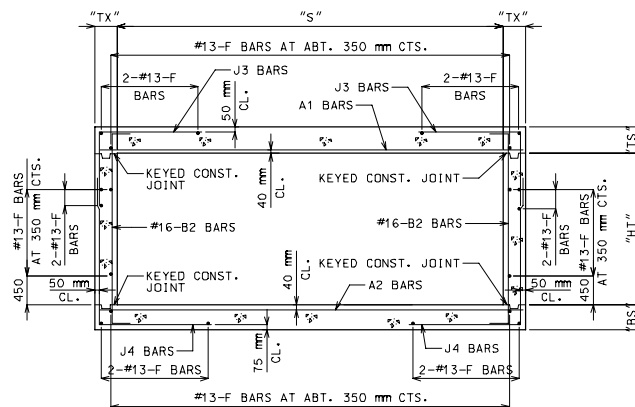 "TX"
"S"
"TX"
#13-F BARS AT ABT. 350 mm CTS.
2-#13-F
BARS
J3 BARS
50 mm
CL.
A1 BARS
J3 BARS
2-#13-F
BARS
"TS"
KEYED CONST.
JOINT
40 mm
CL.
KEYED CONST.
JOINT
#13-F BARS
AT 350 mm CTS.
2-#13-F
BARS
#16-B2 BARS
#16-B2 BARS
2-#13-F
BARS
#13-F BARS
AT 350 mm CTS.
"HT"
450
50 mm
CL.
KEYED CONST.
JOINT
40 mm
CL.
KEYED CONST.
JOINT
A2 BARS
450
50 mm
CL.
"BS"
J4 BARS
2-#13-F BARS
75 mm
CL.
J4 BARS
2-#13-F BARS
#13-F BARS AT ABT. 350 mm CTS.